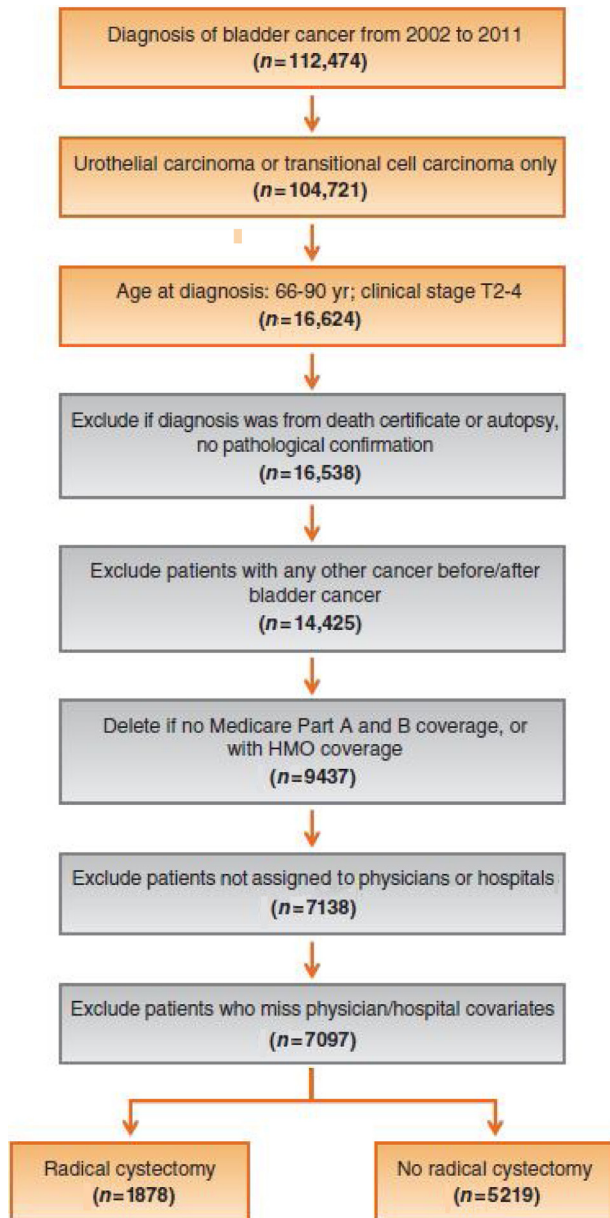 Diagnosis of bladder cancer from 2002 to 2011
(n=112,474)
Urothelial carcinoma or transitional cell carcinoma only
(n=104,721)
Age at diagnosis: 66-90 yr; clinical stage T2-4
(n=16,624)
Exclude if diagnosis was from death certificate or autopsy,
no pathological confirmation
(n=16,538)
Exclude patients with any other cancer before/after
bladder cancer
(n=14,425)
Delete if no Medicare Part A and B coverage, or
with HMO coverage
(n=9437)
Exclude patients not assigned to physicians or hospitals
(n=7138)
Exclude patients who miss physician/hospital covariates
(n=7097)
Radical cystectomy
(n=1878)
No radical cystectomy
(n=5219)